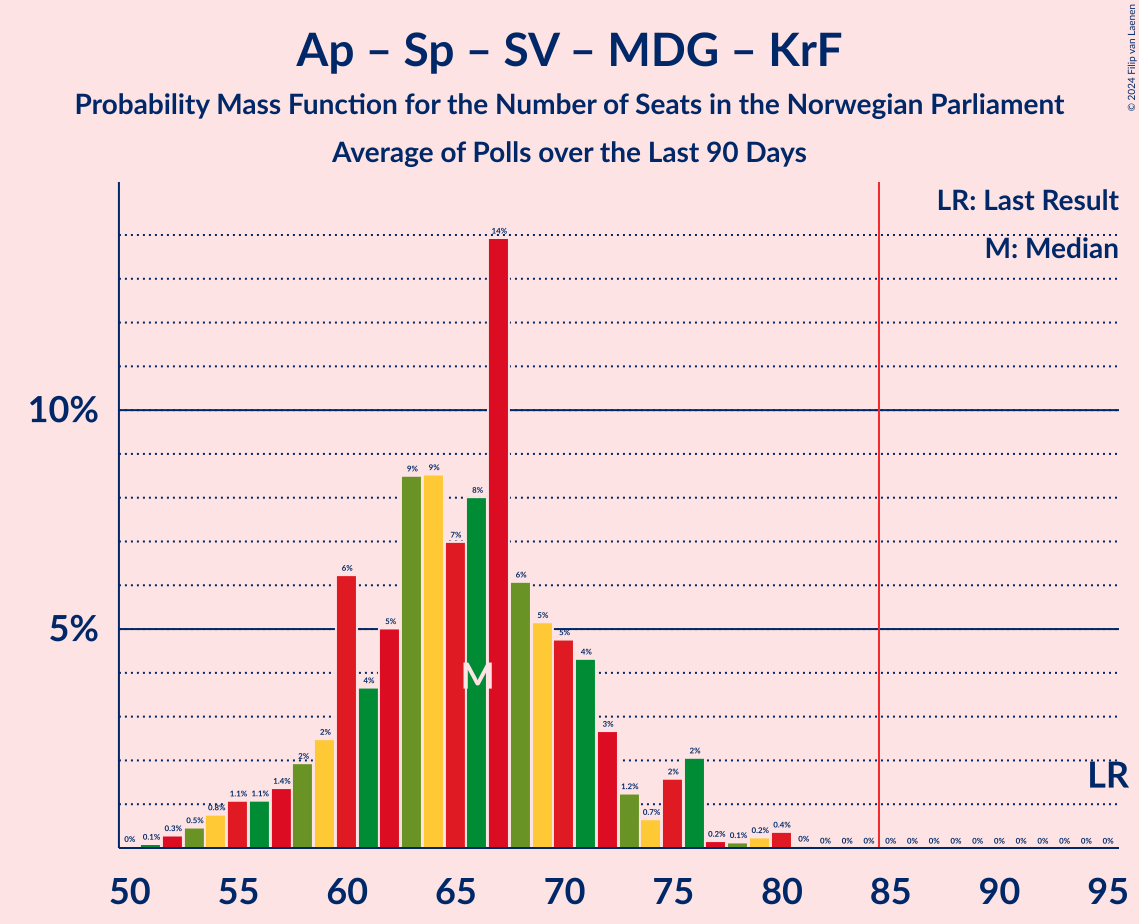 Ap – Sp – SV – MDG – KrF
Probability Mass Function for the Number of Seats in the Norwegian Parliament
Average of Polls over the Last 90 Days
© 2024 Filip van Laenen
LR: Last Result
M: Median
10%
5%
0% 0.1% 0.3% 0.5% 0.8% 1.1% 1.1% 1.4% 2% 2% 6% 4% 5% 9% 9% 7% 8% 14% 6% 5% 5% 4% 3% 1.2% 0.7% 2% 2% 0.2% 0.1% 0.2% 0.4% 0% 0% 0% 0% 0% 0% 0% 0% 0% 0% 0% 0% 0% 0% 0%
M
LR
50 55 60 65 70 75 80 85 90 95